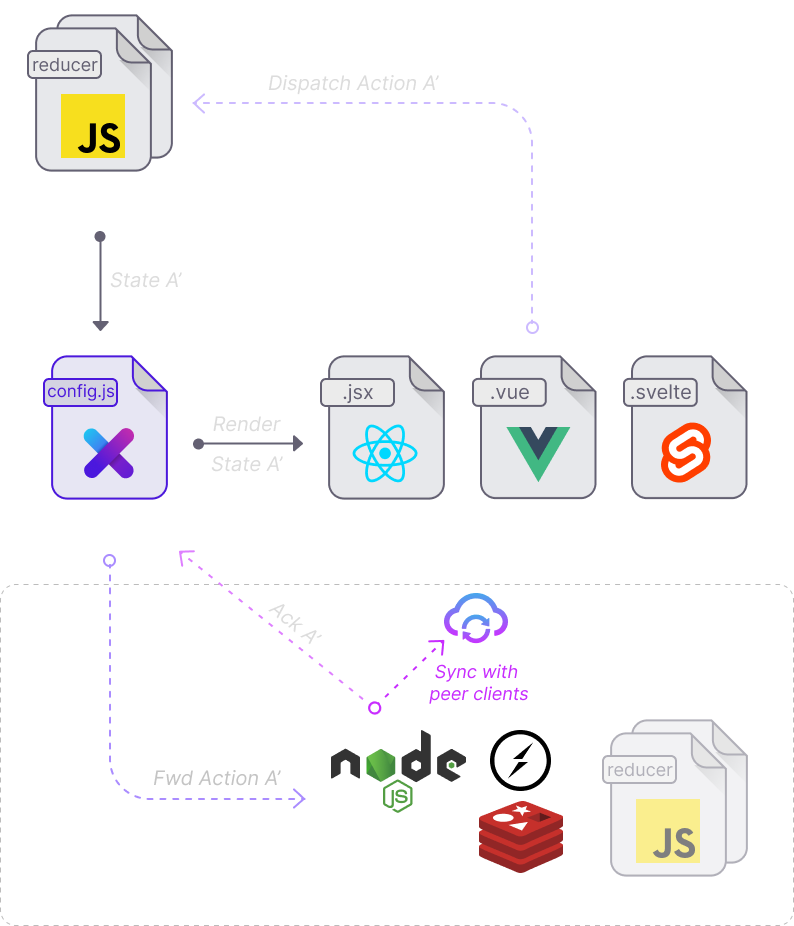 reducer
Dispatch Action A’
JS
State A’
config.js
.jsx
.vue
.svelte
Render
State A’
Ack A’
Sync with
peer clients
node
JS
Fwd Action A’
reducer
JS